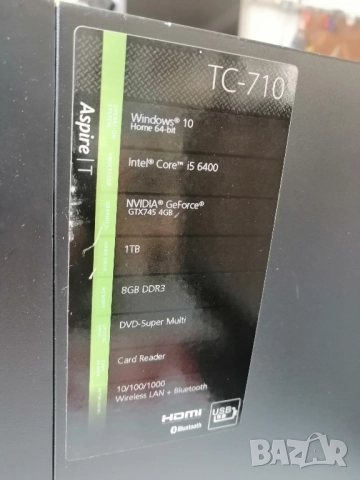 TC-710
Aspire | T
Windows® 10
Home 64-bit
Intel® Core™ i5 6400
NVIDIA® GeForce®
GTX745 4GB
1TB
8GB DDR3
DVD-Super Multi
Card Reader
10/100/1000
Wireless LAN + Bluetooth
HDMI
USB
Bluetooth
BAZAR